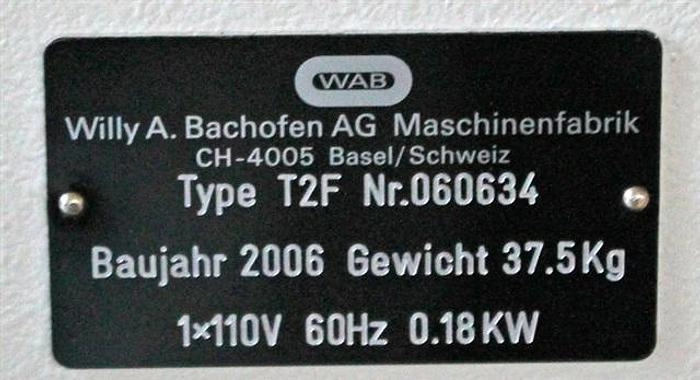 WAB
Willy A. Bachofen AG Maschinenfabrik
CH-4005 Basel/Schweiz
Type T2F Nr.060634
Baujahr 2006 Gewicht 37.5Kg
1×110V 60Hz 0.18KW